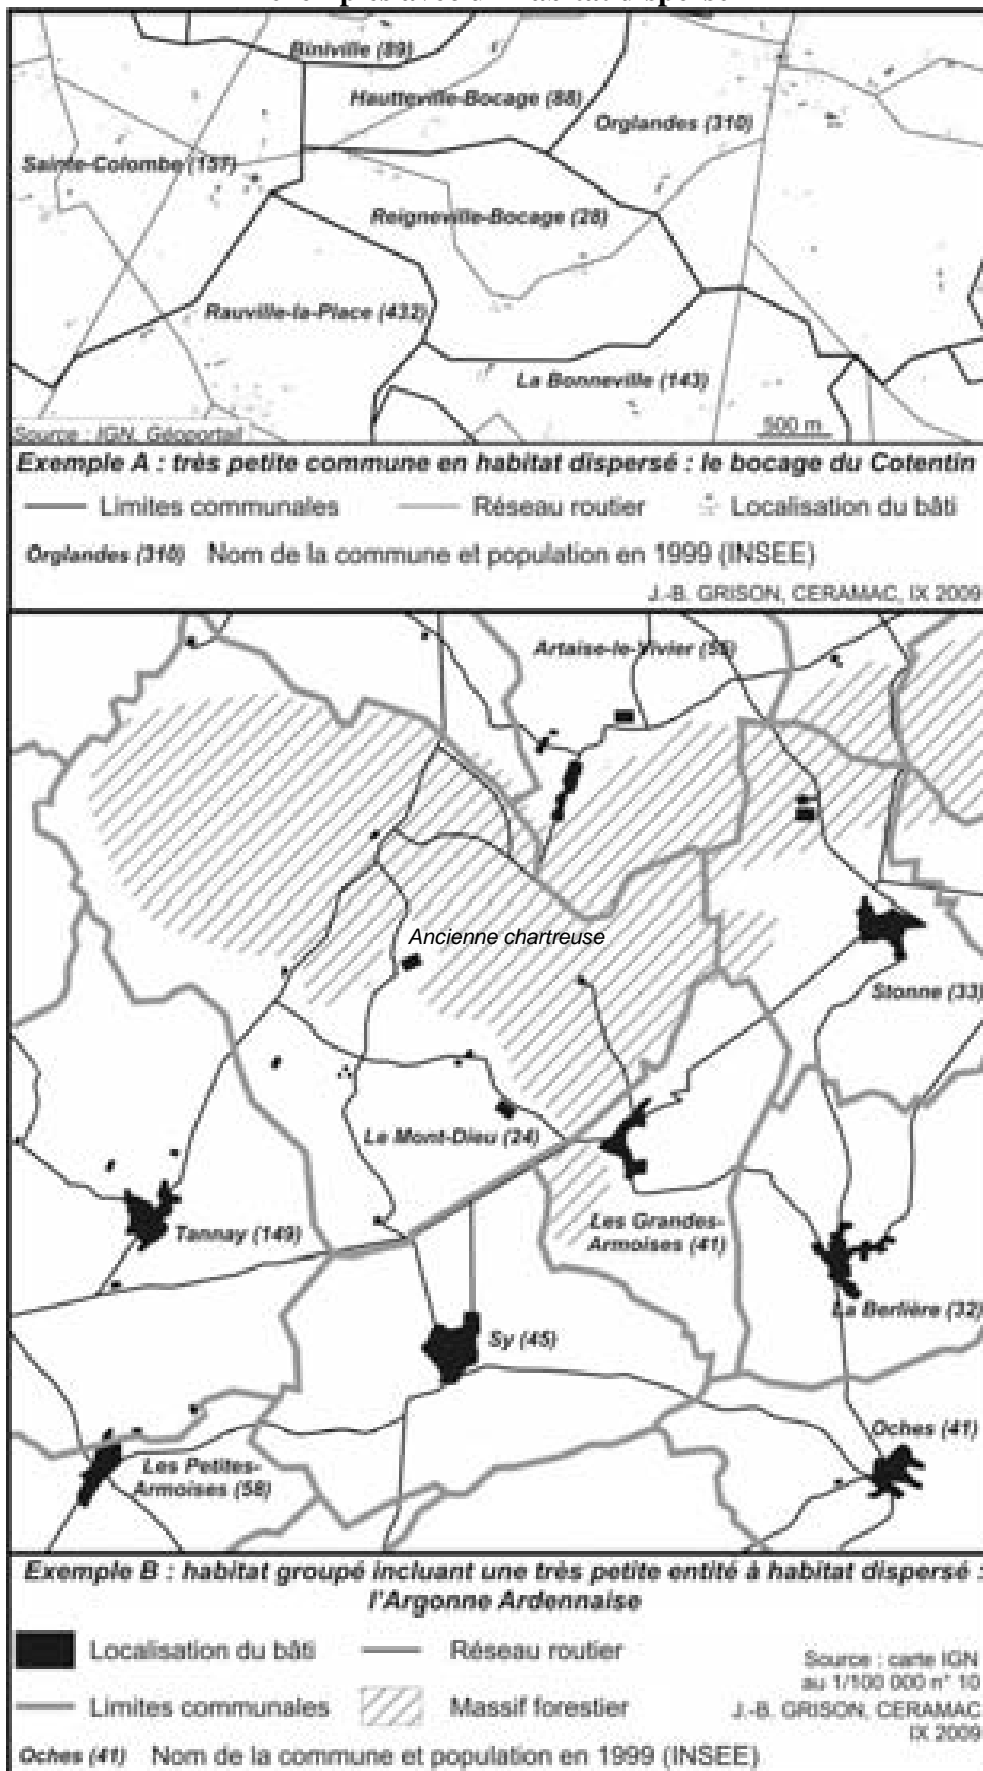 Biniville (89)
Hautteville-Bocage (88)
Orglandes (310)
Sainte-Colombe (157)
Reigneville-Bocage (28)
Rauville-la-Place (432)
La Bonneville (143)
500 m
Source : IGN, Géoportail
Exemple A : très petite commune en habitat dispersé : le bocage du Cotentin
Limites communales
Réseau routier
Localisation du bâti
Orglandes (310) Nom de la commune et population en 1999 (INSEE)
J.-B. GRISON, CERAMAC, IX 2009
Artaise-le-Vivier
Ancienne chartreuse
Stonne (33)
Le Mont-Dieu (24)
Les Grandes-
Armoises (41)
Tannay (149)
La Berlière (32)
Sy (45)
Oches (41)
Les Petites-
Armoises (58)
Exemple B : habitat groupé incluant une très petite entité à habitat dispersé :
l'Argonne Ardennaise
Localisation du bâti
Réseau routier
Limites communales
Massif forestier
Source : carte IGN
au 1/100 000 n° 10
J.-B. GRISON, CERAMAC
IX 2009
Oches (41) Nom de la commune et population en 1999 (INSEE)